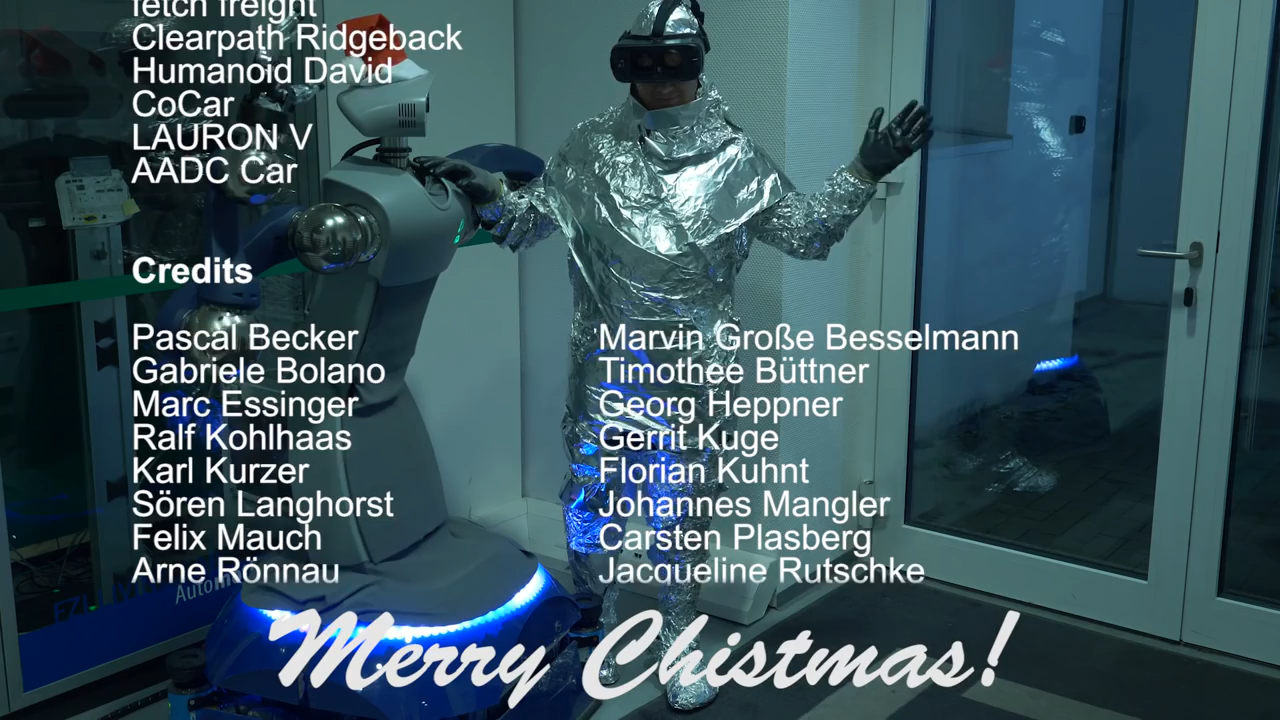 fetch freight
Clearpath Ridgeback
Humanoid David
CoCar
LAURON V
AADC Car
Credits
Pascal Becker
Gabriele Bolano
Marc Essinger
Ralf Kohlhaas
Karl Kurzer
Sören Langhorst
Felix Mauch
Arne Rönnau
Marvin Große Besselmann
Timothee Büttner
Georg Heppner
Gerrit Kuge
Florian Kuhnt
Johannes Mangler
Carsten Plasberg
Jacqueline Rutschke
Merry Chistmas!